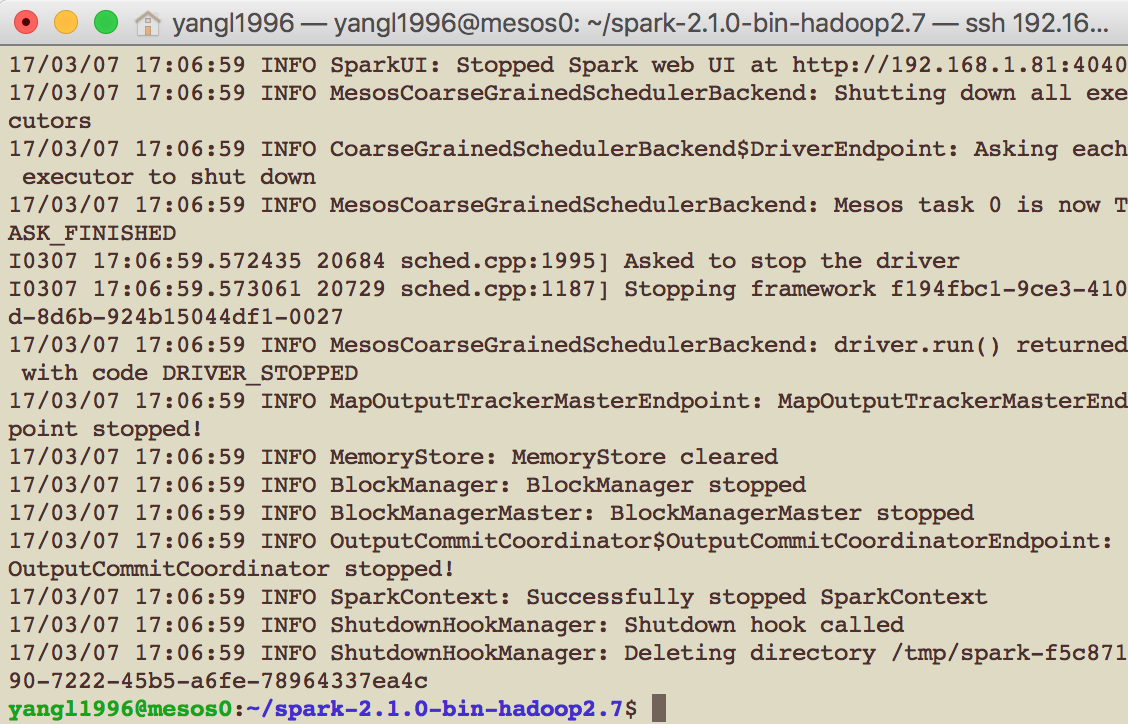 yangl1996 — yangl1996@mesos0: ~/spark-2.1.0-bin-hadoop2.7 — ssh 192.16...
17/03/07 17:06:59 INFO SparkUI: Stopped Spark web UI at http://192.168.1.81:4040
17/03/07 17:06:59 INFO MesosCoarseGrainedSchedulerBackend: Shutting down all exe
cutors
17/03/07 17:06:59 INFO CoarseGrainedSchedulerBackend$DriverEndpoint: Asking each
 executor to shut down
17/03/07 17:06:59 INFO MesosCoarseGrainedSchedulerBackend: Mesos task 0 is now T
ASK_FINISHED
I0307 17:06:59.572435 20684 sched.cpp:1995] Asked to stop the driver
I0307 17:06:59.573061 20729 sched.cpp:1187] Stopping framework f194fbc1-9ce3-410
d-8d6b-924b15044df1-0027
17/03/07 17:06:59 INFO MesosCoarseGrainedSchedulerBackend: driver.run() returned
 with code DRIVER_STOPPED
17/03/07 17:06:59 INFO MapOutputTrackerMasterEndpoint: MapOutputTrackerMasterEnd
point stopped!
17/03/07 17:06:59 INFO MemoryStore: MemoryStore cleared
17/03/07 17:06:59 INFO BlockManager: BlockManager stopped
17/03/07 17:06:59 INFO BlockManagerMaster: BlockManagerMaster stopped
17/03/07 17:06:59 INFO OutputCommitCoordinator$OutputCommitCoordinatorEndpoint:
OutputCommitCoordinator stopped!
17/03/07 17:06:59 INFO SparkContext: Successfully stopped SparkContext
17/03/07 17:06:59 INFO ShutdownHookManager: Shutdown hook called
17/03/07 17:06:59 INFO ShutdownHookManager: Deleting directory /tmp/spark-f5c871
90-7222-45b5-a6fe-78964337ea4c
yangl1996@mesos0:~/spark-2.1.0-bin-hadoop2.7$